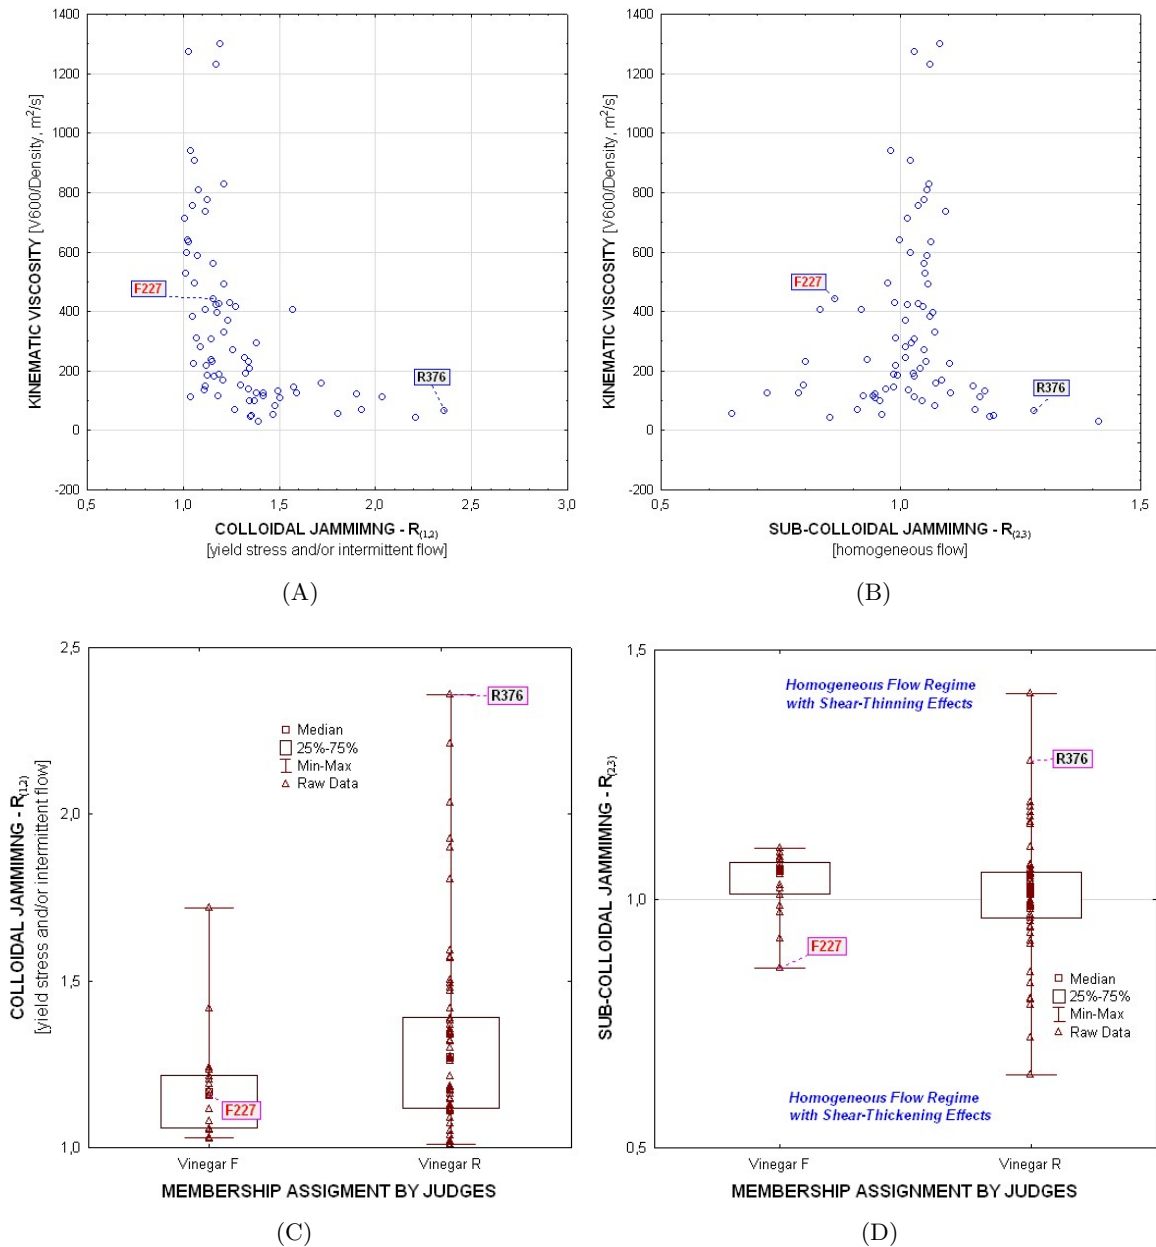 1400
1200
1000
800
600
400
200
0
-200
KINEMATIC VISCOSITY [V600/Density, m²/s]
F227
R376
0,5 1,0 1,5 2,0 2,5 3,0
COLLOIDAL JAMMIMNG - R(1,2)
[yield stress and/or intermittent flow]
(A)
1400
1200
1000
800
600
400
200
0
-200
KINEMATIC VISCOSITY [V600/Density, m²/s]
F227
R376
0,5 1,0 1,5
SUB-COLLOIDAL JAMMIMNG - R(2,3)
[homogeneous flow]
(B)
2,5
2,0
1,5
1,0
COLLOIDAL JAMMIMNG - R(1,2)
[yield stress and/or intermittent flow]
R376
Median
25%-75%
Min-Max
Raw Data
F227
Vinegar F Vinegar R
MEMBERSHIP ASSIGMENT BY JUDGES
(C)
1,5
1,0
0,5
SUB-COLLOIDAL JAMMIMNG - R(2,3)
Homogeneous Flow Regime
with Shear-Thinning Effects
R376
F227
Median
25%-75%
Min-Max
Raw Data
Homogeneous Flow Regime
with Shear-Thickening Effects
Vinegar F Vinegar R
MEMBERSHIP ASSIGNMENT BY JUDGES
(D)